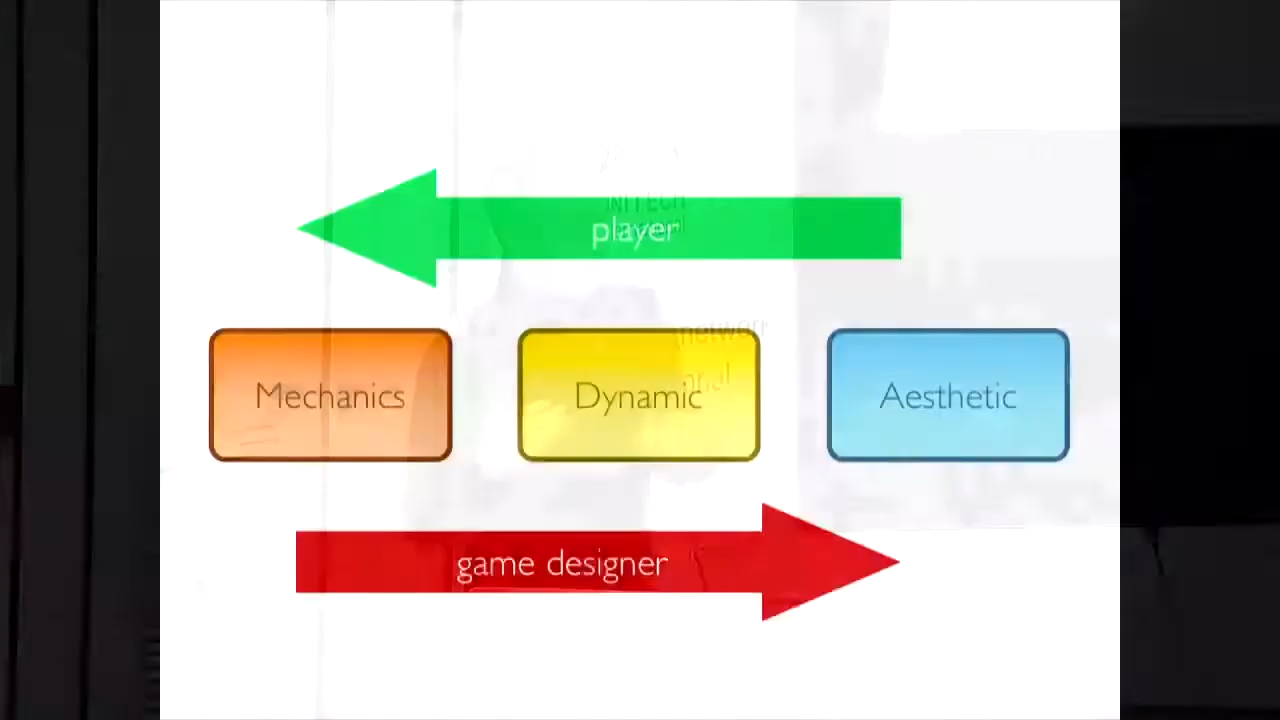 player
Mechanics
Dynamic
Aesthetic
game designer